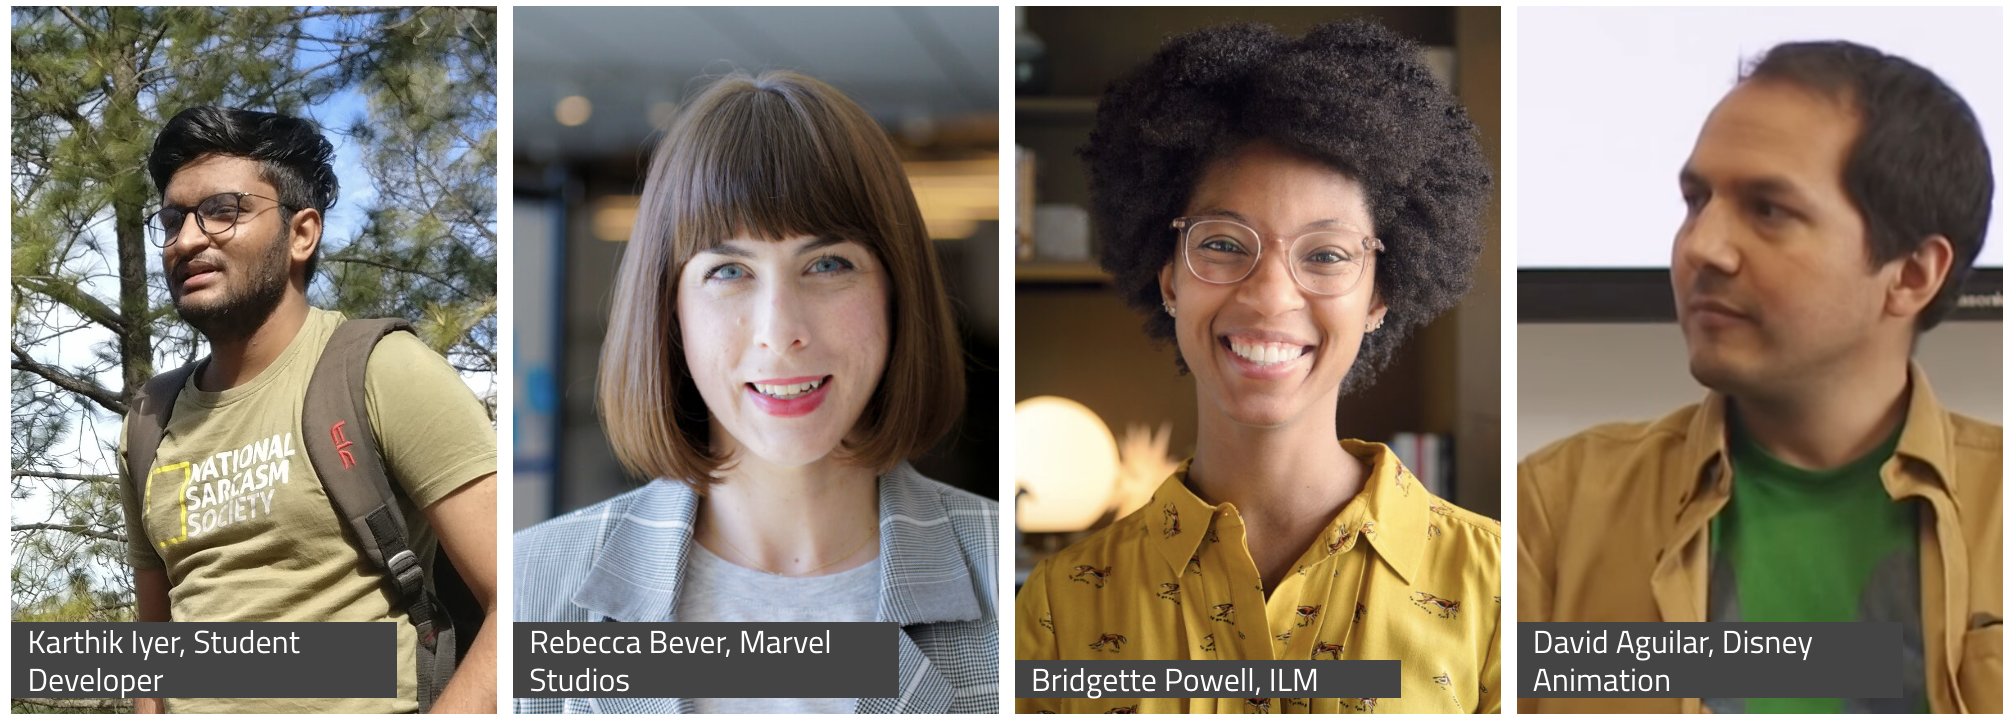 NATIONAL
SARCASM
SOCIETY
Karthik Iyer, Student
Developer
Rebecca Bever, Marvel
Studios
Bridgette Powell, ILM
David Aguilar, Disney
Animation